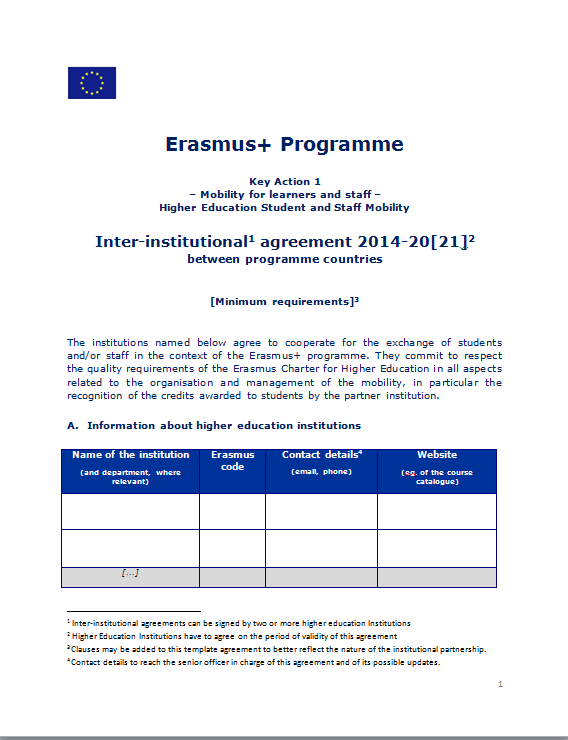 Erasmus+ Programme
Key Action 1
– Mobility for learners and staff –
Higher Education Student and Staff Mobility
Inter-institutional¹ agreement 2014-20[21]²
between programme countries
[Minimum requirements]³
The institutions named below agree to cooperate for the exchange of students
and/or staff in the context of the Erasmus+ programme. They commit to respect
the quality requirements of the Erasmus Charter for Higher Education in all aspects
related to the organisation and management of the mobility, in particular the
recognition of the credits awarded to students by the partner institution.
A. Information about higher education institutions
Name of the institution
(and department, where
relevant)
Erasmus
code
Contact details⁴
(email, phone)
Website
(eg. of the course
catalogue)
[...]
¹ Inter-institutional agreements can be signed by two or more higher education Institutions
² Higher Education Institutions have to agree on the period of validity of this agreement
³ Clauses may be added to this template agreement to better reflect the nature of the institutional partnership.
⁴ Contact details to reach the senior officer in charge of this agreement and of its possible updates.
1